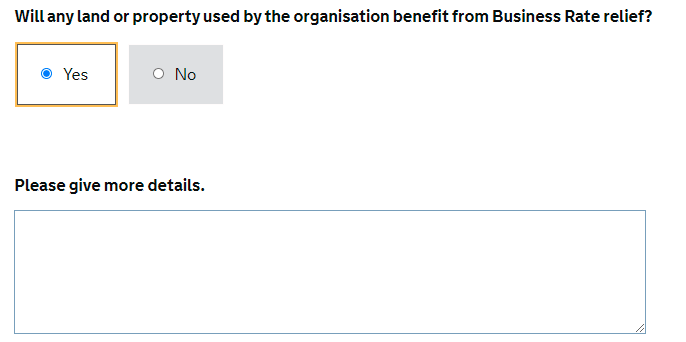 Will any land or property used by the organisation benefit from Business Rate relief?
Yes No
Please give more details.